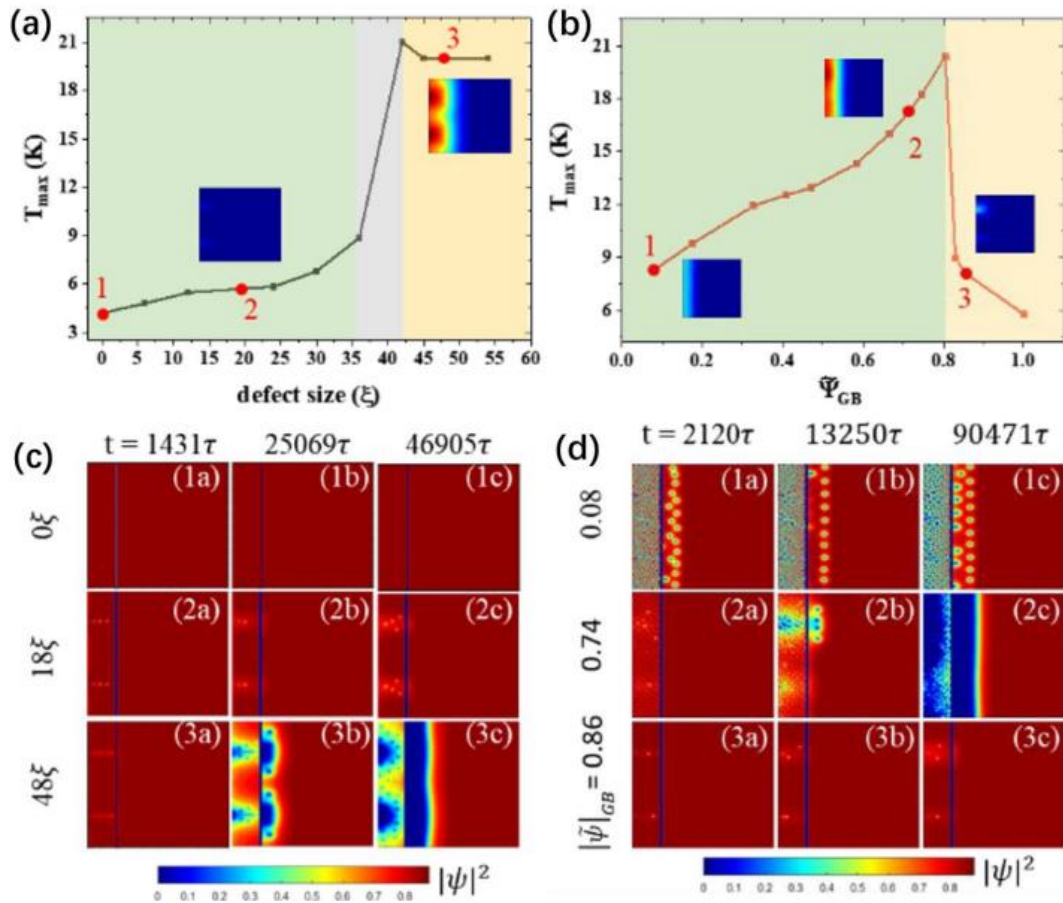 (a)
21
18
15
12
9
6
3
T_max (K)
1
2
3
0 5 10 15 20 25 30 35 40 45 50 55 60
defect size (ξ)
(b)
21
18
15
12
9
6
T_max (K)
1
2
3
0.0 0.2 0.4 0.6 0.8 1.0
Ψ̃_GB
(c)
t = 1431τ 25069τ 46905τ
0ξ (1a) (1b) (1c)
18ξ (2a) (2b) (2c)
48ξ (3a) (3b) (3c)
0 0.1 0.2 0.3 0.4 0.5 0.6 0.7 0.8 |ψ|²
(d)
t = 2120τ 13250τ 90471τ
0.08 (1a) (1b) (1c)
0.74 (2a) (2b) (2c)
|ψ̃|_GB = 0.86 (3a) (3b) (3c)
0 0.1 0.2 0.3 0.4 0.5 0.6 0.7 0.8 |ψ|²